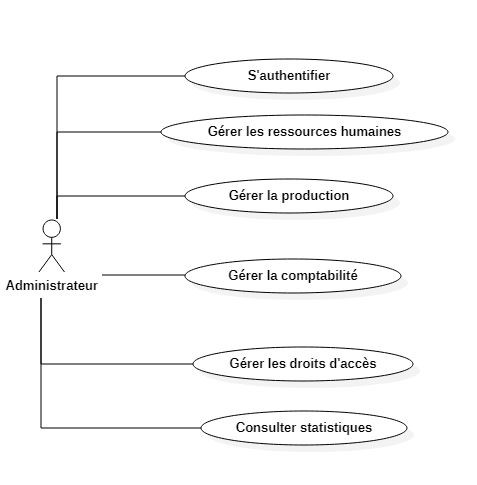 S'authentifier
Gérer les ressources humaines
Gérer la production
Gérer la comptabilité
Administrateur
Gérer les droits d'accès
Consulter statistiques